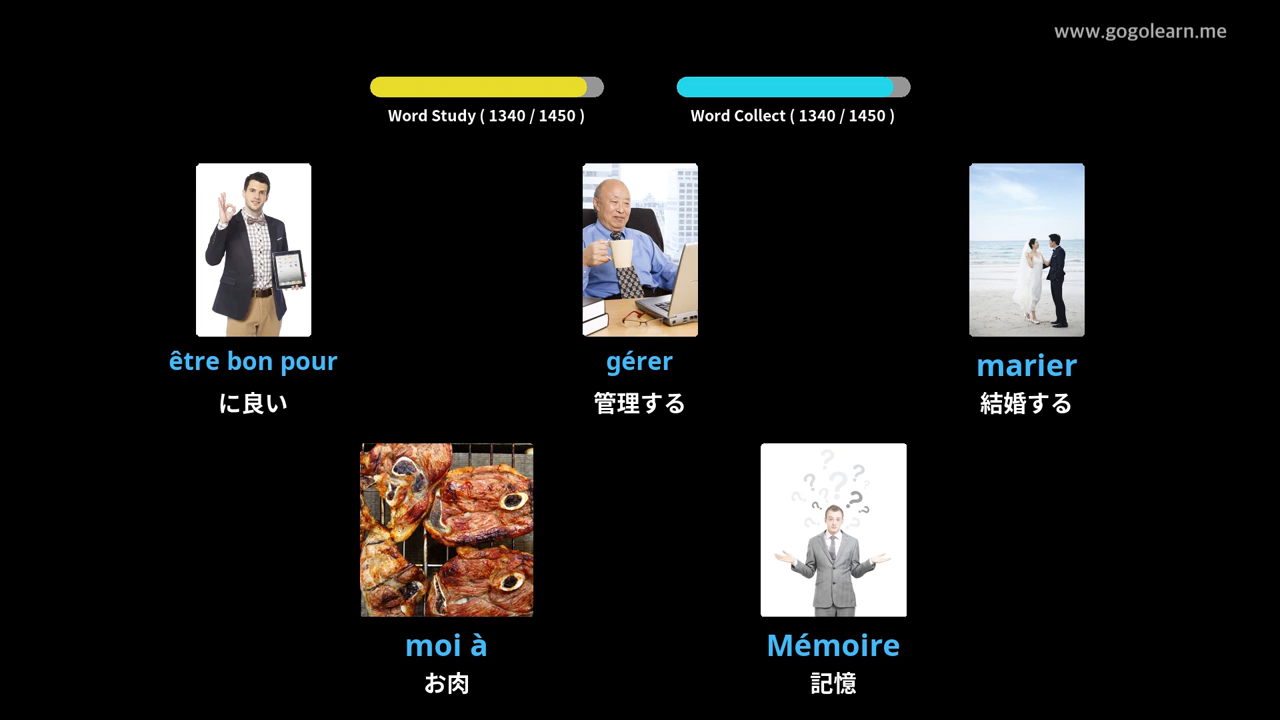 www.gogolearn.me
Word Study ( 1340 / 1450 )
Word Collect ( 1340 / 1450 )
être bon pour
gérer
marier
に良い
管理する
結婚する
moi à
Mémoire
お肉
記憶